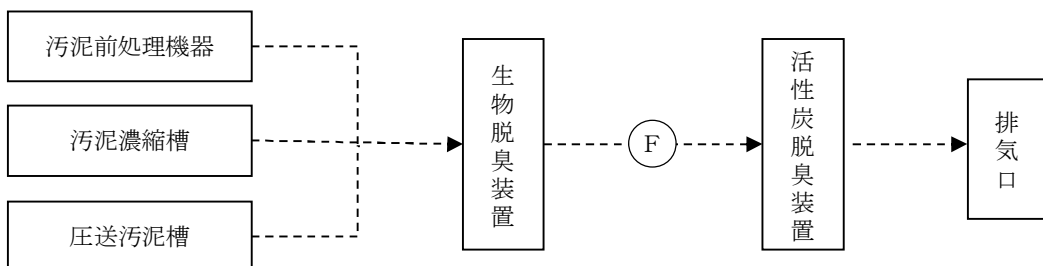 汚泥前処理機器
汚泥濃縮槽
圧送汚泥槽
生物脱臭装置
F
活性炭脱臭装置
排気口